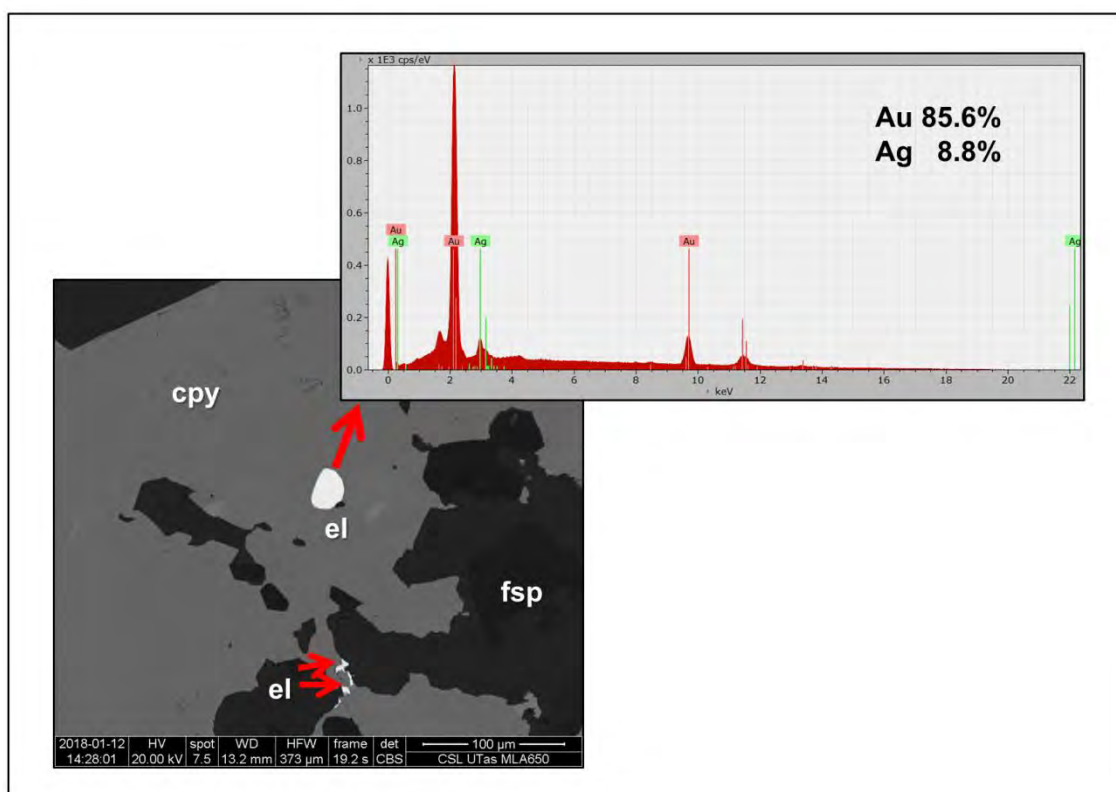 x 1E3 cps/eV
Au 85.6%
Ag 8.8%
1.0
0.8
0.6
0.4
0.2
0.0
Au
Ag
Au
Ag
Au
Ag
0 2 4 6 8 10 12 14 16 18 20 22
keV
cpy
el
fsp
el
2018-01-12 HV spot WD HFW frame det 100 µm
14:28:01 20.00 kV 7.5 13.2 mm 373 µm 19.2 s CBS CSL UTas MLA650